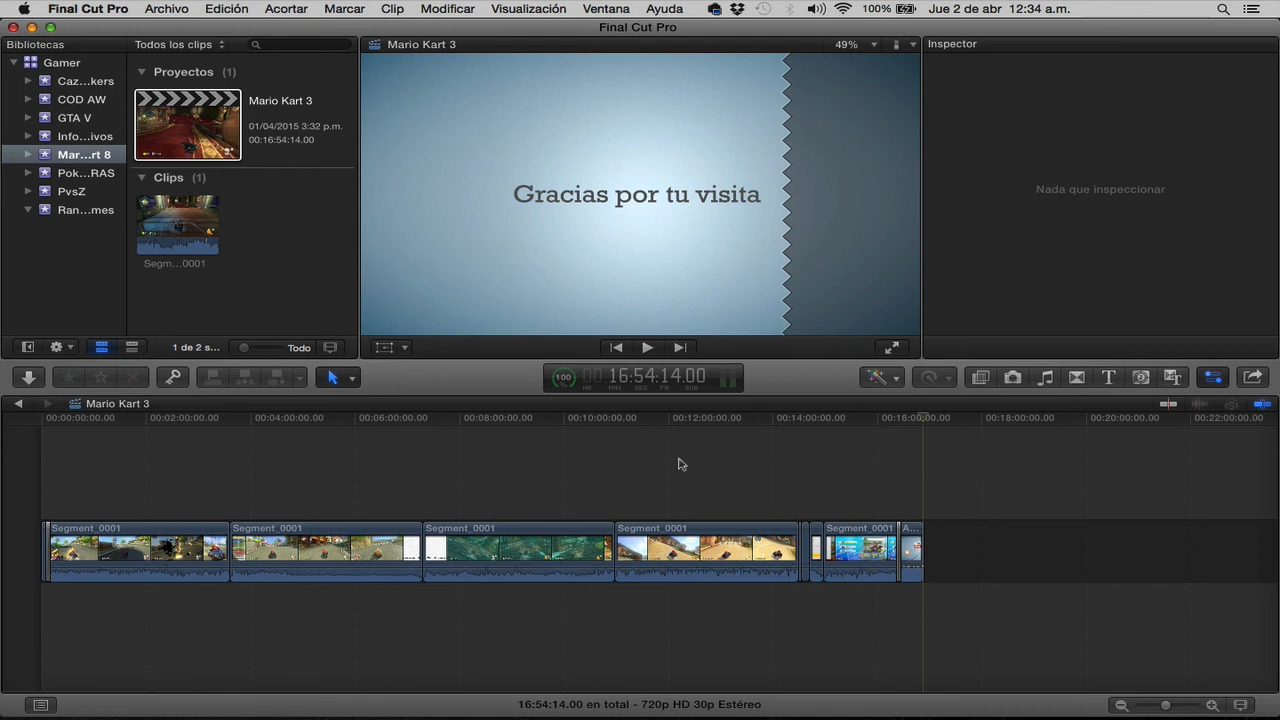 Final Cut Pro Archivo Edición Acortar Marcar Clip Modificar Visualización Ventana Ayuda 100% Jue 2 de abr 12:34 a.m.
Final Cut Pro
Bibliotecas
Todos los clips
Mario Kart 3
49%
Inspector
Gamer
Caz...kers
COD AW
GTA V
Info...ivos
Mar...rt 8
Pok...RAS
PvsZ
Ran...mes
Proyectos (1)
Mario Kart 3
01/04/2015 3:32 p.m.
00:16:54:14.00
Clips (1)
Segm...0001
Gracias por tu visita
Nada que inspeccionar
1 de 2 s...
Todo
100
16:54:14.00
HR MIN SEC FR SUB
T
Mario Kart 3
00:00:00:00.00 00:02:00:00.00 00:04:00:00.00 00:06:00:00.00 00:08:00:00.00 00:10:00:00.00 00:12:00:00.00 00:14:00:00.00 00:16:00:00.00 00:18:00:00.00 00:20:00:00.00 00:22:00:00.00
Segment_0001 Segment_0001 Segment_0001 Segment_0001 Segment_0001 A...
16:54:14.00 en total - 720p HD 30p Estéreo